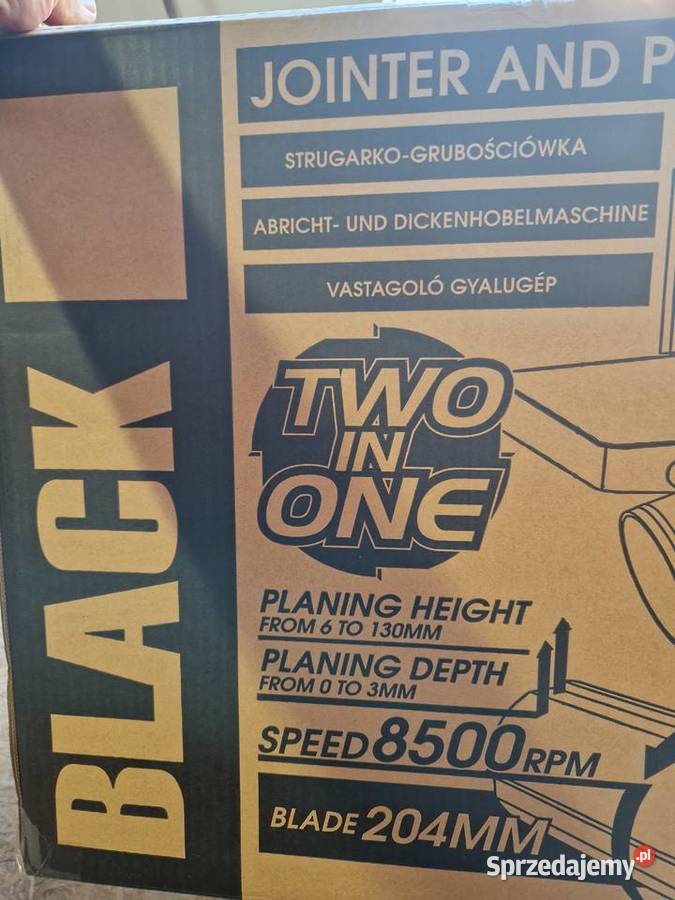 BLACK
JOINTER AND P
STRUGARKO-GRUBOŚCIÓWKA
ABRICHT- UND DICKENHOBELMASCHINE
VASTAGOLÓ GYALUGÉP
TWO
IN
ONE
PLANING HEIGHT
FROM 6 TO 130MM
PLANING DEPTH
FROM 0 TO 3MM
SPEED 8500 RPM
BLADE 204MM
Sprzedajemy.pl